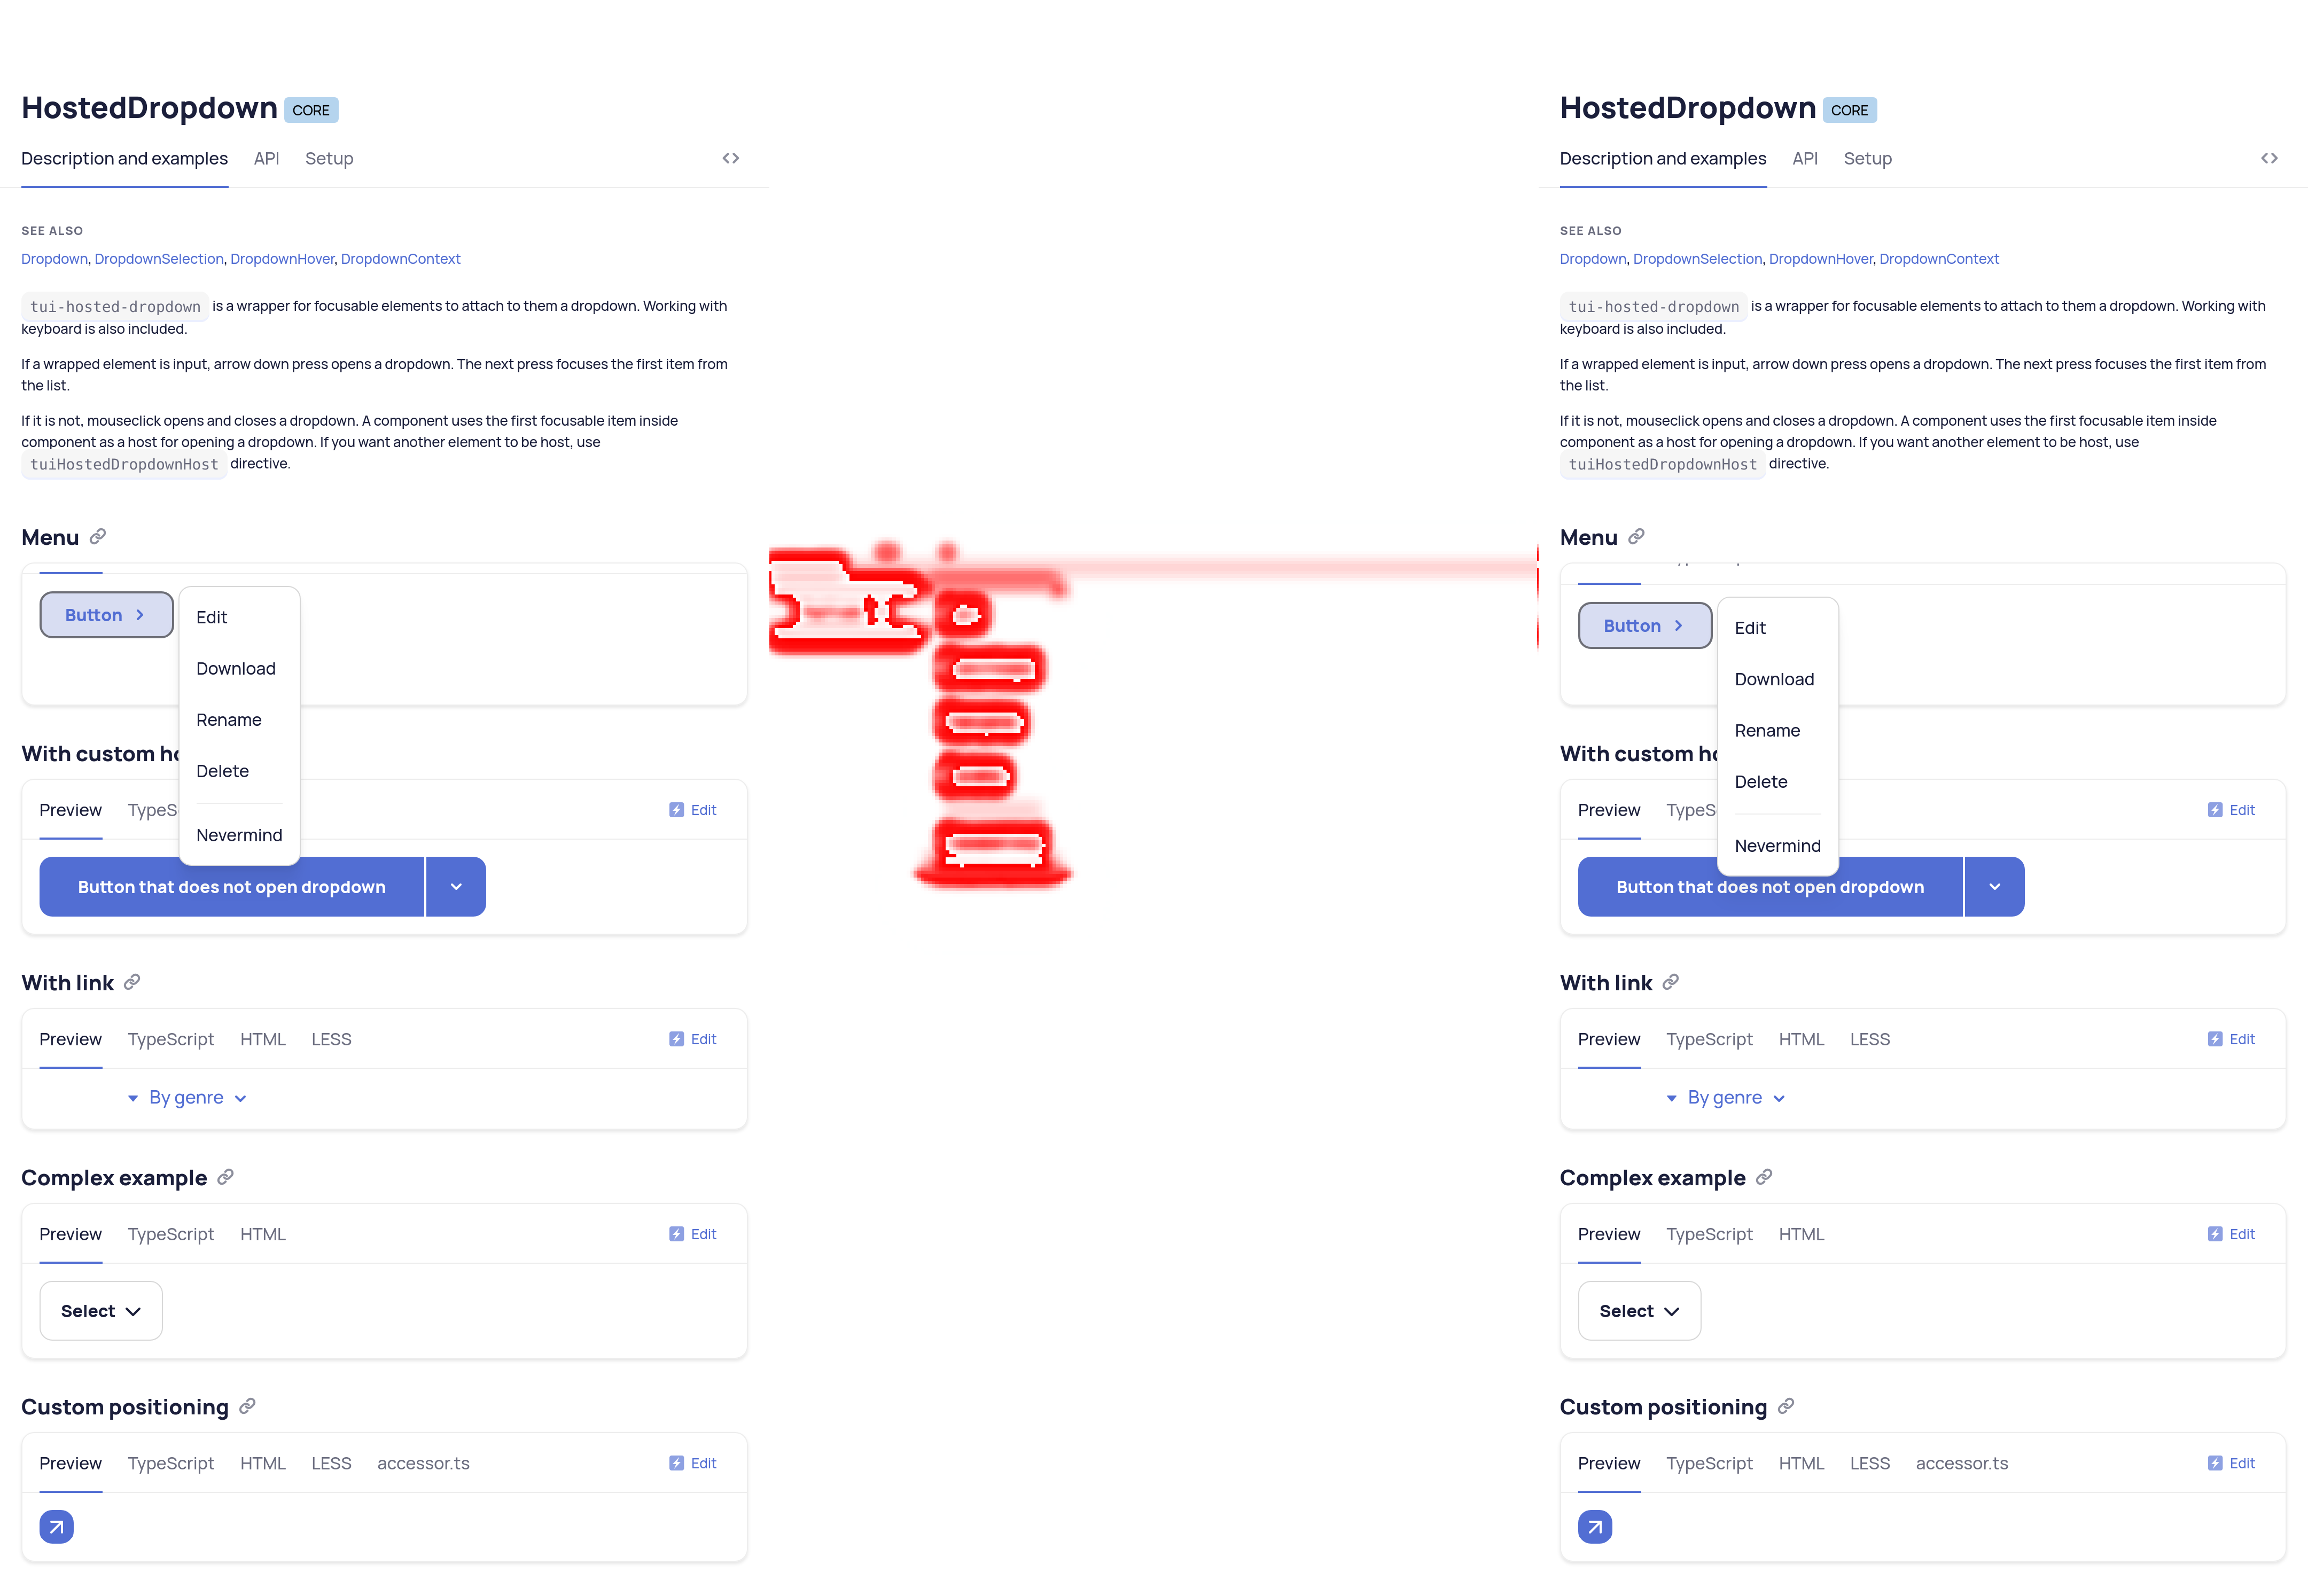 HostedDropdown CORE
Description and examples API Setup
SEE ALSO
Dropdown, DropdownSelection, DropdownHover, DropdownContext
tui-hosted-dropdown is a wrapper for focusable elements to attach to them a dropdown. Working with
keyboard is also included.
If a wrapped element is input, arrow down press opens a dropdown. The next press focuses the first item from
the list.
If it is not, mouseclick opens and closes a dropdown. A component uses the first focusable item inside
component as a host for opening a dropdown. If you want another element to be host, use
tuiHostedDropdownHost directive.
Menu
Button
Edit
Download
Rename
Delete
Nevermind
With custom
Preview Edit
Button that does not open dropdown
With link
Preview TypeScript HTML LESS Edit
By genre
Complex example
Preview TypeScript HTML Edit
Select
Custom positioning
Preview TypeScript HTML LESS accessor.ts Edit
HostedDropdown CORE
Description and examples API Setup
SEE ALSO
Dropdown, DropdownSelection, DropdownHover, DropdownContext
tui-hosted-dropdown is a wrapper for focusable elements to attach to them a dropdown. Working with
keyboard is also included.
If a wrapped element is input, arrow down press opens a dropdown. The next press focuses the first item from
the list.
If it is not, mouseclick opens and closes a dropdown. A component uses the first focusable item inside
component as a host for opening a dropdown. If you want another element to be host, use
tuiHostedDropdownHost directive.
Menu
Button
Edit
Download
Rename
Delete
Nevermind
With custom
Preview Edit
Button that does not open dropdown
With link
Preview TypeScript HTML LESS Edit
By genre
Complex example
Preview TypeScript HTML Edit
Select
Custom positioning
Preview TypeScript HTML LESS accessor.ts Edit